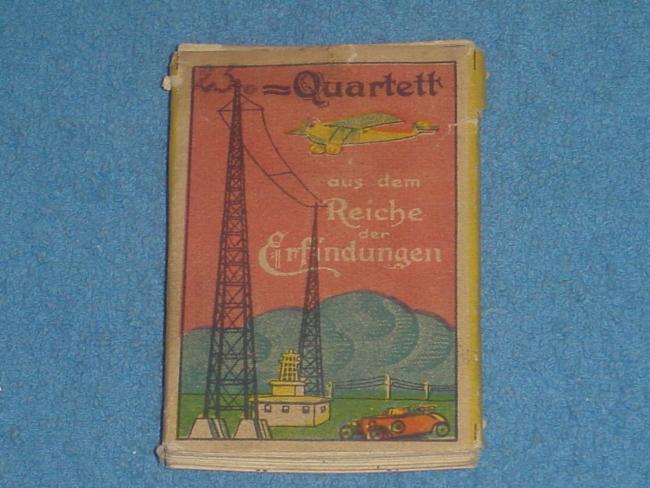 =Quartett
aus dem
Reiche
der
Erfindungen